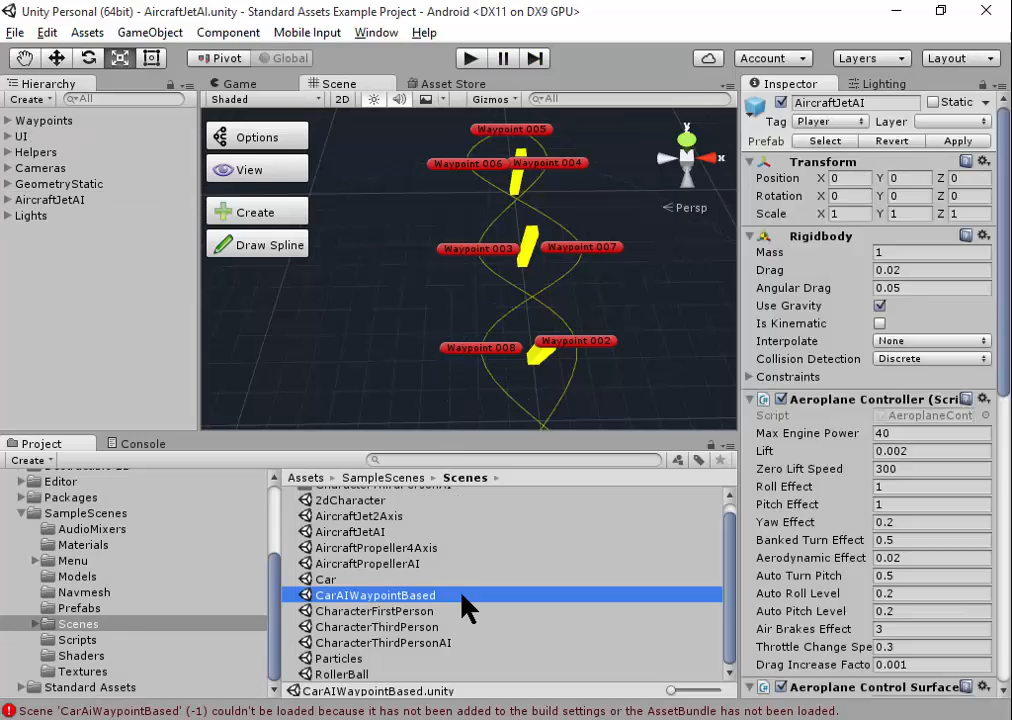 Unity Personal (64bit) - AircraftJetAI.unity - Standard Assets Example Project - Android <DX11 on DX9 GPU>
File Edit Assets GameObject Component Mobile Input Window Help
Pivot Global Account Layers Layout
Hierarchy
Create All
Waypoints
UI
Helpers
Cameras
GeometryStatic
AircraftJetAI
Lights
Game Scene Asset Store
Shaded 2D Gizmos All
Options
View
Create
Draw Spline
Waypoint 005
Waypoint 006 Waypoint 004
Waypoint 003 Waypoint 007
Waypoint 008 Waypoint 002
y
x
Persp
Inspector Lighting
AircraftJetAI Static
Tag Player Layer
Prefab Select Revert Apply
Transform
Position X 0 Y 0 Z 0
Rotation X 0 Y 0 Z 0
Scale X 1 Y 1 Z 1
Rigidbody
Mass 1
Drag 0.02
Angular Drag 0.05
Use Gravity
Is Kinematic
Interpolate None
Collision Detection Discrete
Constraints
Aeroplane Controller (Scri
Script AeroplaneCont
Max Engine Power 40
Lift 0.002
Zero Lift Speed 300
Roll Effect 1
Pitch Effect 1
Yaw Effect 0.2
Banked Turn Effect 0.5
Aerodynamic Effect 0.02
Auto Turn Pitch 0.5
Auto Roll Level 0.2
Auto Pitch Level 0.2
Air Brakes Effect 3
Throttle Change Spe 0.3
Drag Increase Facto 0.001
Aeroplane Control Surface
Project Console
Create
Editor
Packages
SampleScenes
AudioMixers
Materials
Menu
Models
Navmesh
Prefabs
Scenes
Scripts
Shaders
Textures
Standard Assets
Assets SampleScenes Scenes
2dCharacter
AircraftJet2Axis
AircraftJetAI
AircraftPropeller4Axis
AircraftPropellerAI
Car
CarAIWaypointBased
CharacterFirstPerson
CharacterThirdPerson
CharacterThirdPersonAI
Particles
RollerBall
CarAIWaypointBased.unity
Scene 'CarAiWaypointBased' (-1) couldn't be loaded because it has not been added to the build settings or the AssetBundle has not been loaded.